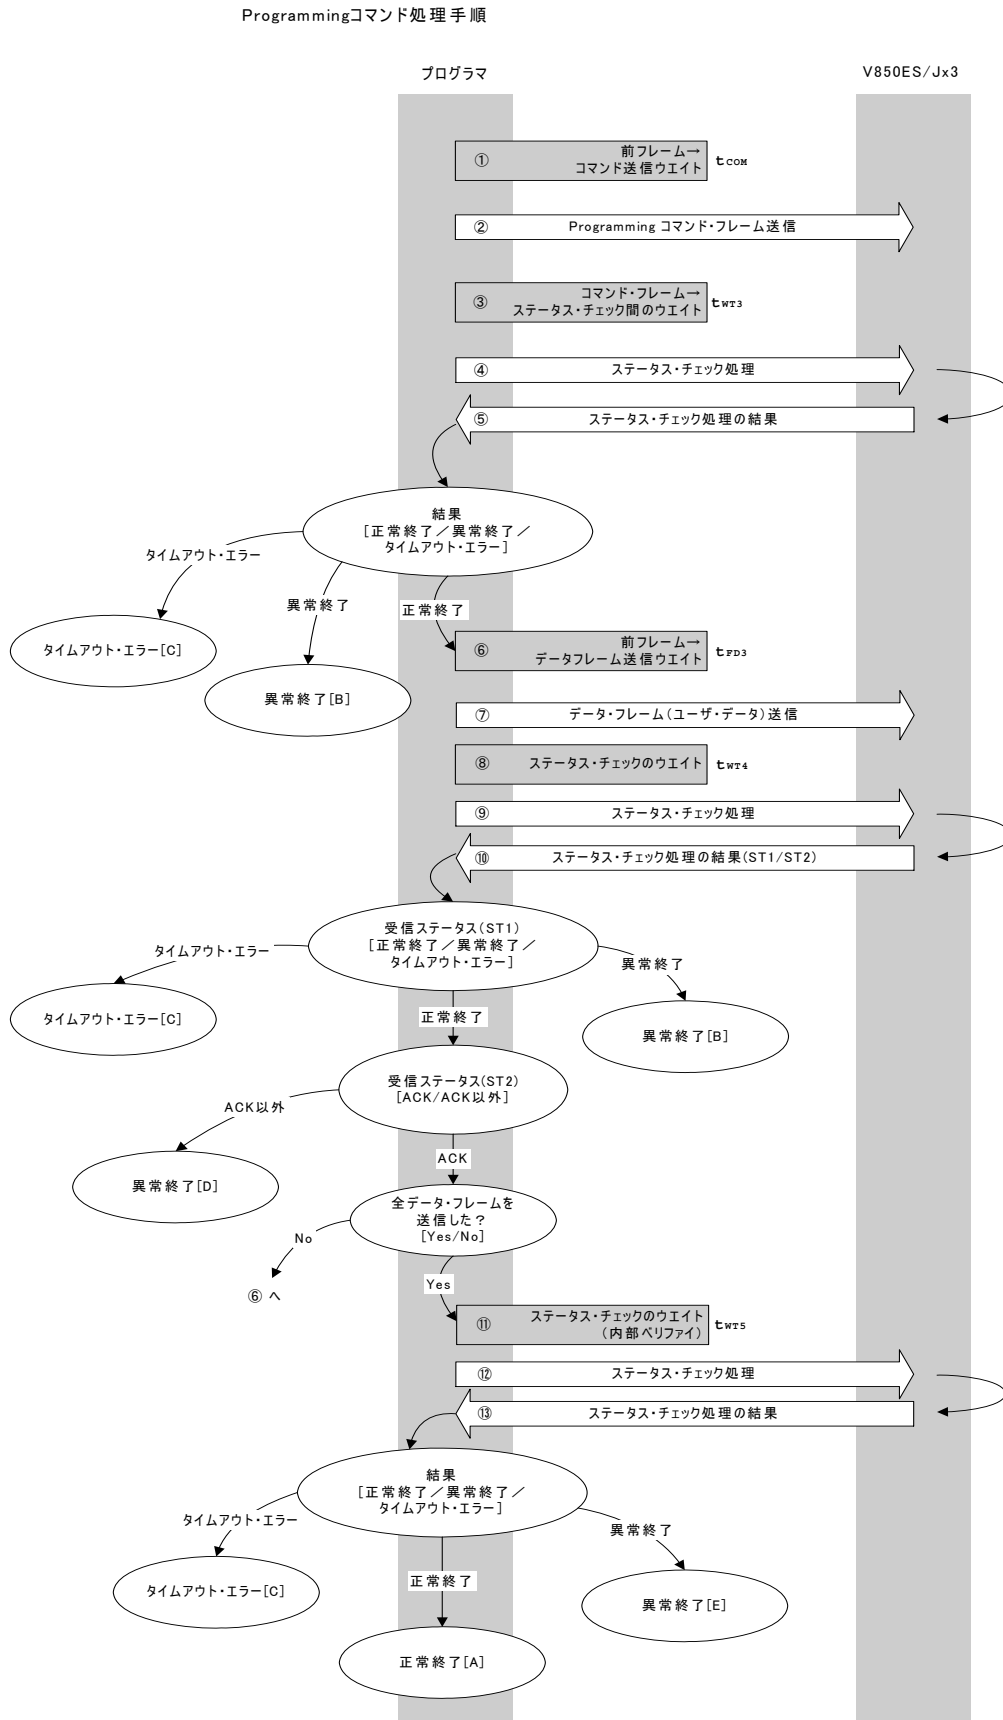 Programmingコマンド処理手順
プログラマ
V850ES/Jx3
①
前フレーム→
コマンド送信ウエイト
tCOM
②
Programming コマンド・フレーム送信
③
コマンド・フレーム→
ステータス・チェック間のウエイト
tWT3
④
ステータス・チェック処理
⑤
ステータス・チェック処理の結果
結果
[正常終了／異常終了／
タイムアウト・エラー]
タイムアウト・エラー
異常終了
正常終了
タイムアウト・エラー[C]
異常終了[B]
⑥
前フレーム→
データフレーム送信ウエイト
tFD3
⑦
データ・フレーム(ユーザ・データ)送信
⑧
ステータス・チェックのウエイト
tWT4
⑨
ステータス・チェック処理
⑩
ステータス・チェック処理の結果(ST1/ST2)
受信ステータス(ST1)
[正常終了／異常終了／
タイムアウト・エラー]
タイムアウト・エラー
異常終了
タイムアウト・エラー[C]
正常終了
異常終了[B]
受信ステータス(ST2)
[ACK/ACK以外]
ACK以外
ACK
異常終了[D]
全データ・フレームを
送信した？
[Yes/No]
No
Yes
⑥ へ
⑪
ステータス・チェックのウエイト
(内部ベリファイ)
tWT5
⑫
ステータス・チェック処理
⑬
ステータス・チェック処理の結果
結果
[正常終了／異常終了／
タイムアウト・エラー]
タイムアウト・エラー
異常終了
正常終了
タイムアウト・エラー[C]
異常終了[E]
正常終了[A]